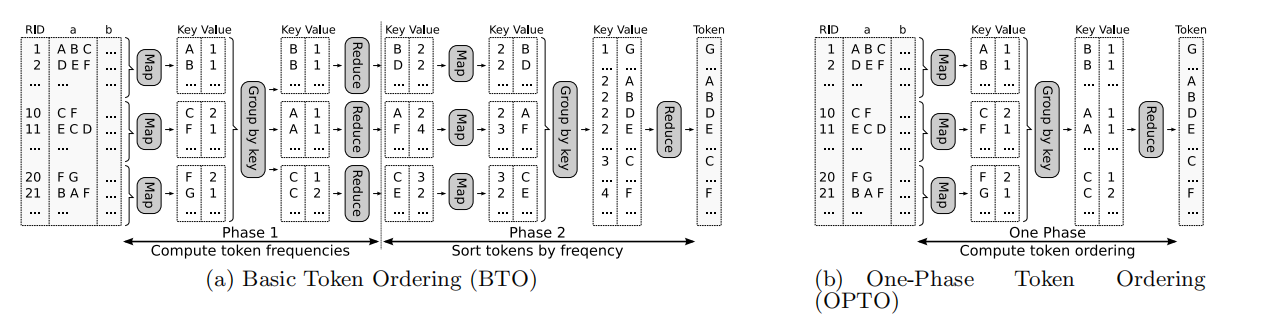 RID a b Key Value Key Value Key Value Key Value Key Value Token
1 A B C ... A 1 B 1 B 2 2 B 1 G G
2 D E F ... Map B 1 B 1 Reduce D 2 Map 2 D ... ... ...
... ... ... ... ... ... ... ... ... ... 2 A A
Group by key Group by key
2 B B
10 C F ... C 2 A 1 A 2 2 A 2 D D
11 E C D ... Map F 1 A 1 Reduce F 4 Map 3 F 2 E Reduce E
... ... ... ... ... ... ... ... ... ... ... ... ... ...
3 C C
20 F G ... F 2 C 1 C 3 3 C ... ... ...
21 B A F ... Map G 1 C 2 Reduce E 2 Map 2 E 4 F F
... ... ... ... ... ... ... ... ... ... ... ... ...
Phase 1 Phase 2
Compute token frequencies Sort tokens by freqency
(a) Basic Token Ordering (BTO)
RID a b Key Value Key Value Token
1 A B C ... A 1 B 1 G
2 D E F ... Map B 1 B 1 ...
... ... ... ... ... ... ... A
Group by key
B
10 C F ... C 2 A 1 D
11 E C D ... Map F 1 A 1 Reduce E
... ... ... ... ... ... ... ...
C
20 F G ... F 2 C 1 ...
21 B A F ... Map G 1 C 2 F
... ... ... ... ... ... ... ...
One Phase
Compute token ordering
(b) One-Phase Token Ordering
(OPTO)